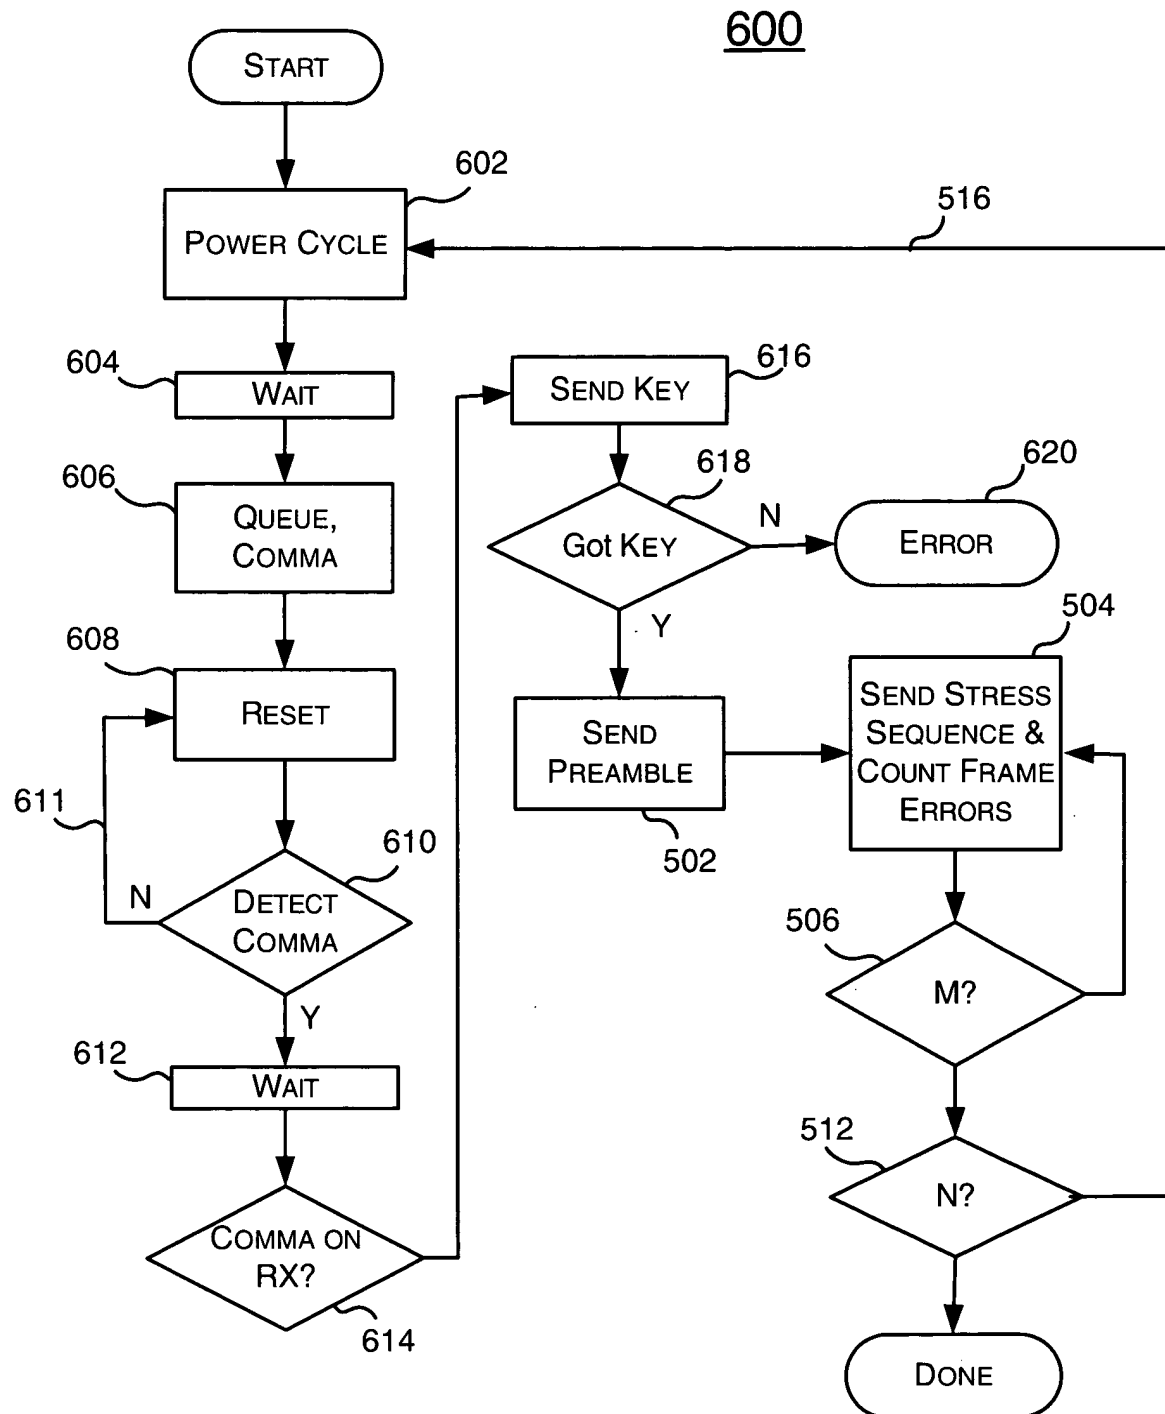 600
START
602
POWER CYCLE
516
604
WAIT
606
QUEUE,
COMMA
608
RESET
611
610
N
DETECT
COMMA
Y
612
WAIT
COMMA ON
RX?
614
616
SEND KEY
618
Got KEY
N
620
ERROR
Y
SEND
PREAMBLE
502
504
SEND STRESS
SEQUENCE &
COUNT FRAME
ERRORS
506
M?
512
N?
DONE